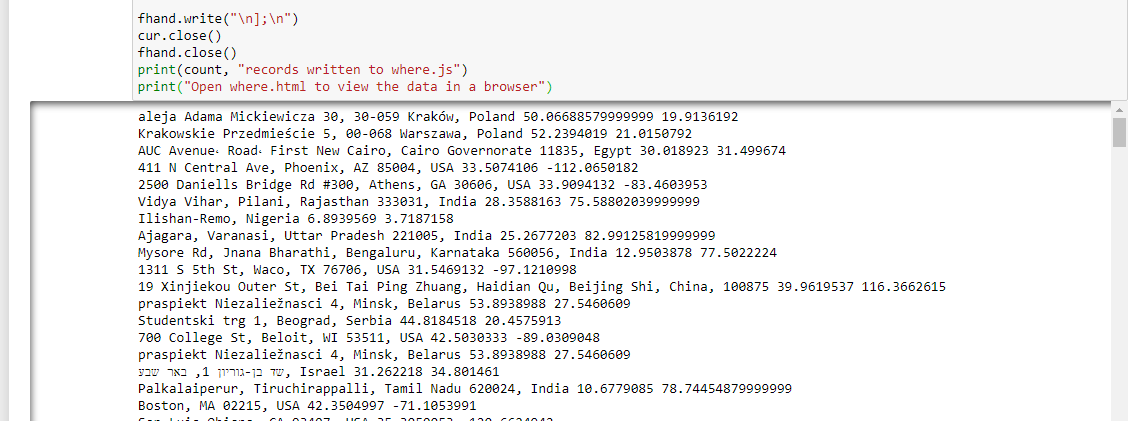 fhand.write("\n];\n")
cur.close()
fhand.close()
print(count, "records written to where.js")
print("Open where.html to view the data in a browser")
aleja Adama Mickiewicza 30, 30-059 Kraków, Poland 50.06688579999999 19.9136192
Krakowskie Przedmieście 5, 00-068 Warszawa, Poland 52.2394019 21.0150792
AUC Avenue، Road، First New Cairo, Cairo Governorate 11835, Egypt 30.018923 31.499674
411 N Central Ave, Phoenix, AZ 85004, USA 33.5074106 -112.0650182
2500 Daniells Bridge Rd #300, Athens, GA 30606, USA 33.9094132 -83.4603953
Vidya Vihar, Pilani, Rajasthan 333031, India 28.3588163 75.58802039999999
Ilishan-Remo, Nigeria 6.8939569 3.7187158
Ajagara, Varanasi, Uttar Pradesh 221005, India 25.2677203 82.99125819999999
Mysore Rd, Jnana Bharathi, Bengaluru, Karnataka 560056, India 12.9503878 77.5022224
1311 S 5th St, Waco, TX 76706, USA 31.5469132 -97.1210998
19 Xinjiekou Outer St, Bei Tai Ping Zhuang, Haidian Qu, Beijing Shi, China, 100875 39.9619537 116.3662615
praspiekt Niezaliežnasci 4, Minsk, Belarus 53.8938988 27.5460609
Studentski trg 1, Beograd, Serbia 44.8184518 20.4575913
700 College St, Beloit, WI 53511, USA 42.5030333 -89.0309048
praspiekt Niezaliežnasci 4, Minsk, Belarus 53.8938988 27.5460609
שד בן-גוריון 1, באר שבע, Israel 31.262218 34.801461
Palkalaiperur, Tiruchirappalli, Tamil Nadu 620024, India 10.6779085 78.74454879999999
Boston, MA 02215, USA 42.3504997 -71.1053991